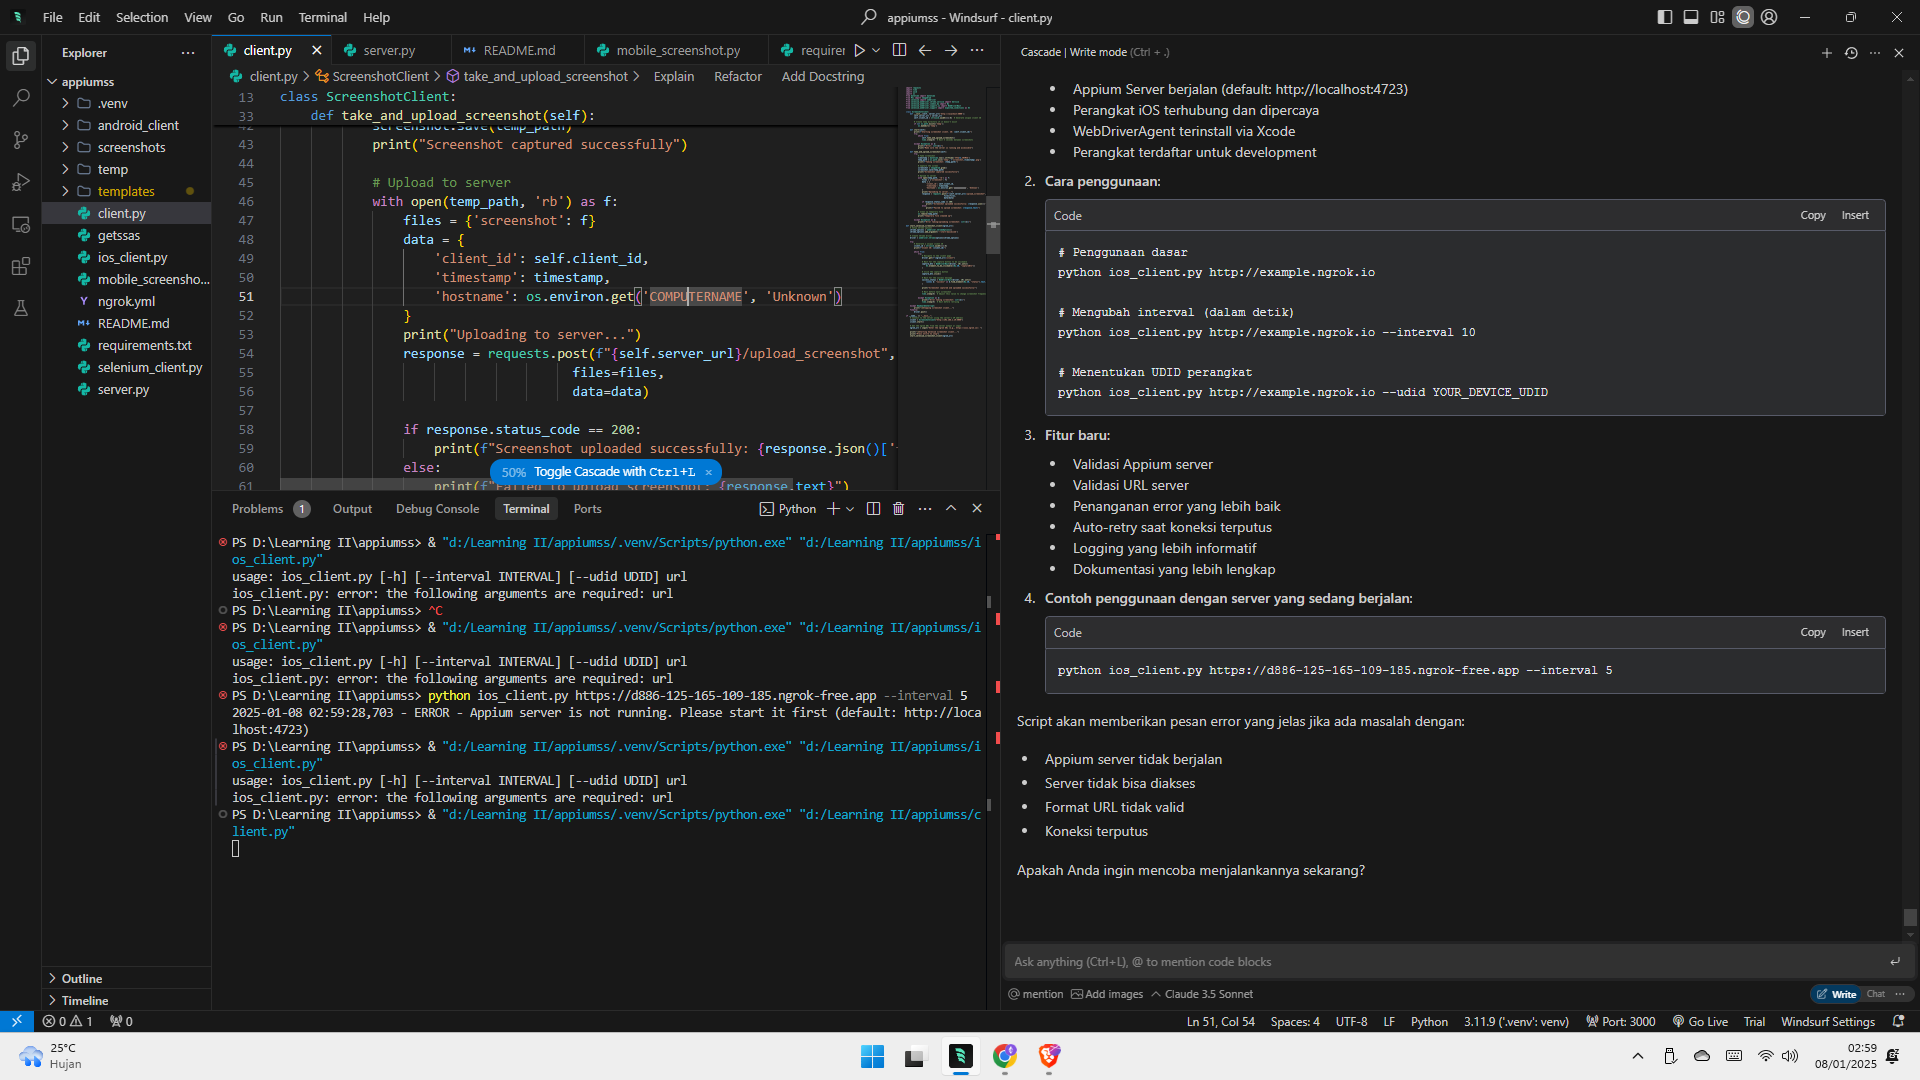 File Edit Selection View Go Run Terminal Help
appiumss - Windsurf - client.py
Explorer
appiumss
.venv
android_client
screenshots
temp
templates
client.py
getssas
ios_client.py
mobile_screensho...
ngrok.yml
README.md
requirements.txt
selenium_client.py
server.py
Outline
Timeline
client.py server.py README.md mobile_screenshot.py requirer
client.py > ScreenshotClient > take_and_upload_screenshot > Explain Refactor Add Docstring
13 class ScreenshotClient:
33 def take_and_upload_screenshot(self):
42 screenshot.save(temp_path)
43 print("Screenshot captured successfully")
44
45 # Upload to server
46 with open(temp_path, 'rb') as f:
47 files = {'screenshot': f}
48 data = {
49 'client_id': self.client_id,
50 'timestamp': timestamp,
51 'hostname': os.environ.get('COMPUTERNAME', 'Unknown')
52 }
53 print("Uploading to server...")
54 response = requests.post(f"{self.server_url}/upload_screenshot",
55 files=files,
56 data=data)
57
58 if response.status_code == 200:
59 print(f"Screenshot uploaded successfully: {response.json()['
60 else:
61 print(f"Failed to upload screenshot: {response.text}")
50% Toggle Cascade with Ctrl+L ×
Problems 1 Output Debug Console Terminal Ports
Python
PS D:\Learning II\appiumss> & "d:/Learning II/appiumss/.venv/Scripts/python.exe" "d:/Learning II/appiumss/i
os_client.py"
usage: ios_client.py [-h] [--interval INTERVAL] [--udid UDID] url
ios_client.py: error: the following arguments are required: url
PS D:\Learning II\appiumss> ^C
PS D:\Learning II\appiumss> & "d:/Learning II/appiumss/.venv/Scripts/python.exe" "d:/Learning II/appiumss/i
os_client.py"
usage: ios_client.py [-h] [--interval INTERVAL] [--udid UDID] url
ios_client.py: error: the following arguments are required: url
PS D:\Learning II\appiumss> python ios_client.py https://d886-125-165-109-185.ngrok-free.app --interval 5
2025-01-08 02:59:28,703 - ERROR - Appium server is not running. Please start it first (default: http://loca
lhost:4723)
PS D:\Learning II\appiumss> & "d:/Learning II/appiumss/.venv/Scripts/python.exe" "d:/Learning II/appiumss/i
os_client.py"
usage: ios_client.py [-h] [--interval INTERVAL] [--udid UDID] url
ios_client.py: error: the following arguments are required: url
PS D:\Learning II\appiumss> & "d:/Learning II/appiumss/.venv/Scripts/python.exe" "d:/Learning II/appiumss/c
lient.py"
Cascade | Write mode (Ctrl + .)
• Appium Server berjalan (default: http://localhost:4723)
• Perangkat iOS terhubung dan dipercaya
• WebDriverAgent terinstall via Xcode
• Perangkat terdaftar untuk development
2. Cara penggunaan:
Code Copy Insert
# Penggunaan dasar
python ios_client.py http://example.ngrok.io
# Mengubah interval (dalam detik)
python ios_client.py http://example.ngrok.io --interval 10
# Menentukan UDID perangkat
python ios_client.py http://example.ngrok.io --udid YOUR_DEVICE_UDID
3. Fitur baru:
• Validasi Appium server
• Validasi URL server
• Penanganan error yang lebih baik
• Auto-retry saat koneksi terputus
• Logging yang lebih informatif
• Dokumentasi yang lebih lengkap
4. Contoh penggunaan dengan server yang sedang berjalan:
Code Copy Insert
python ios_client.py https://d886-125-165-109-185.ngrok-free.app --interval 5
Script akan memberikan pesan error yang jelas jika ada masalah dengan:
• Appium server tidak berjalan
• Server tidak bisa diakses
• Format URL tidak valid
• Koneksi terputus
Apakah Anda ingin mencoba menjalankannya sekarang?
Ask anything (Ctrl+L), @ to mention code blocks
@ mention Add images Claude 3.5 Sonnet
Write Chat
0 1 0
Ln 51, Col 54 Spaces: 4 UTF-8 LF Python 3.11.9 ('.venv': venv) Port: 3000 Go Live Trial Windsurf Settings
25°C
Hujan
02:59
08/01/2025